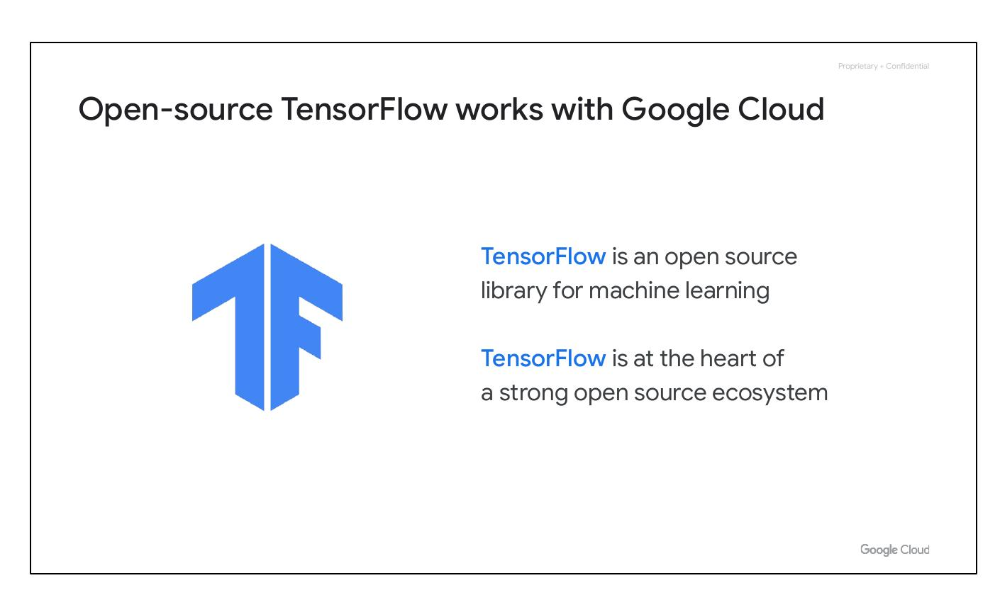 Proprietary + Confidential
Open-source TensorFlow works with Google Cloud
TensorFlow is an open source
library for machine learning
TensorFlow is at the heart of
a strong open source ecosystem
Google Cloud